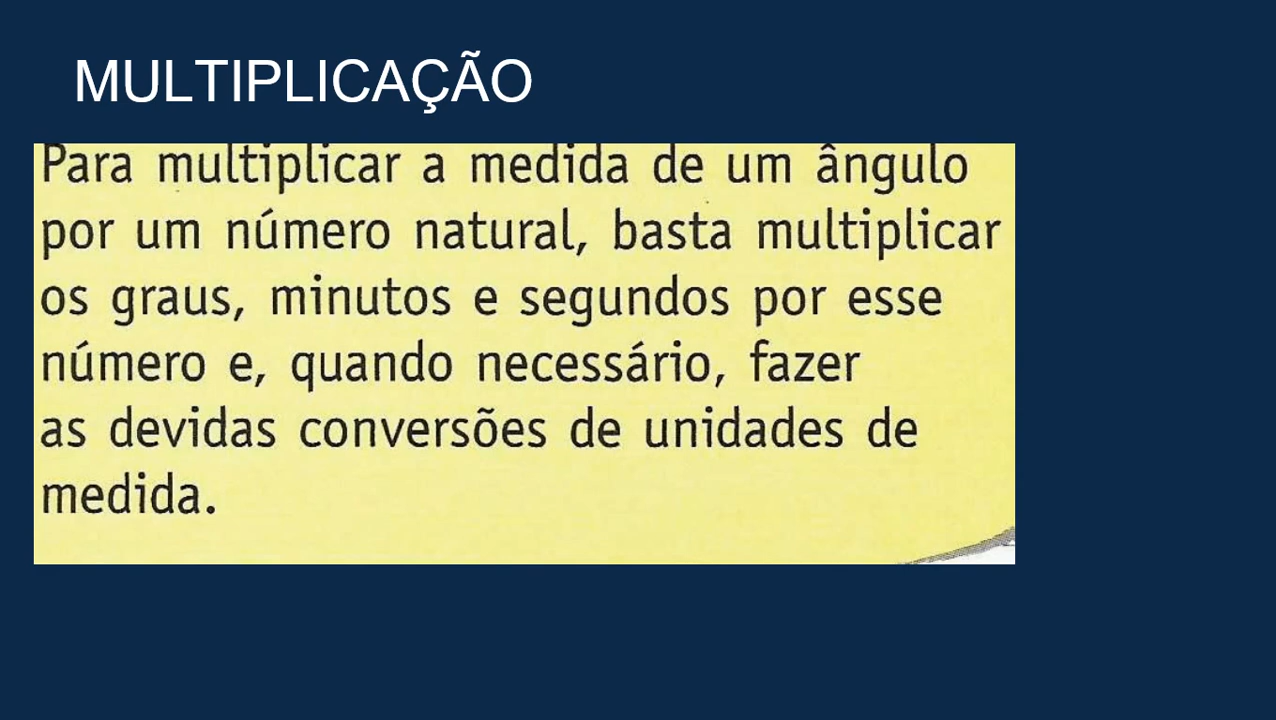 MULTIPLICAÇÃO
Para multiplicar a medida de um ângulo
por um número natural, basta multiplicar
os graus, minutos e segundos por esse
número e, quando necessário, fazer
as devidas conversões de unidades de
medida.